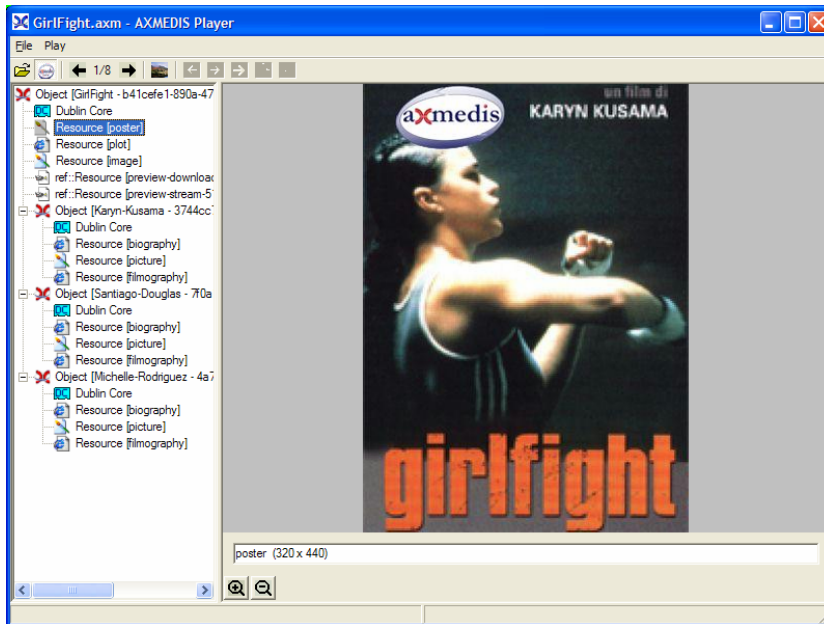 GirlFight.axm - AXMEDIS Player
File Play
1/8
Object [GirlFight - b41cefe1-890a-47
Dublin Core
Resource [poster]
Resource [plot]
Resource [image]
ref::Resource [preview-download
ref::Resource [preview-stream-5
Object [Karyn-Kusama - 3744cc
Dublin Core
Resource [biography]
Resource [picture]
Resource [filmography]
Object [Santiago-Douglas - 7f0a
Dublin Core
Resource [biography]
Resource [picture]
Resource [filmography]
Object [Michelle-Rodriguez - 4a7
Dublin Core
Resource [biography]
Resource [picture]
Resource [filmography]
un film di
axmedis
KARYN KUSAMA
girlfight
poster (320 x 440)